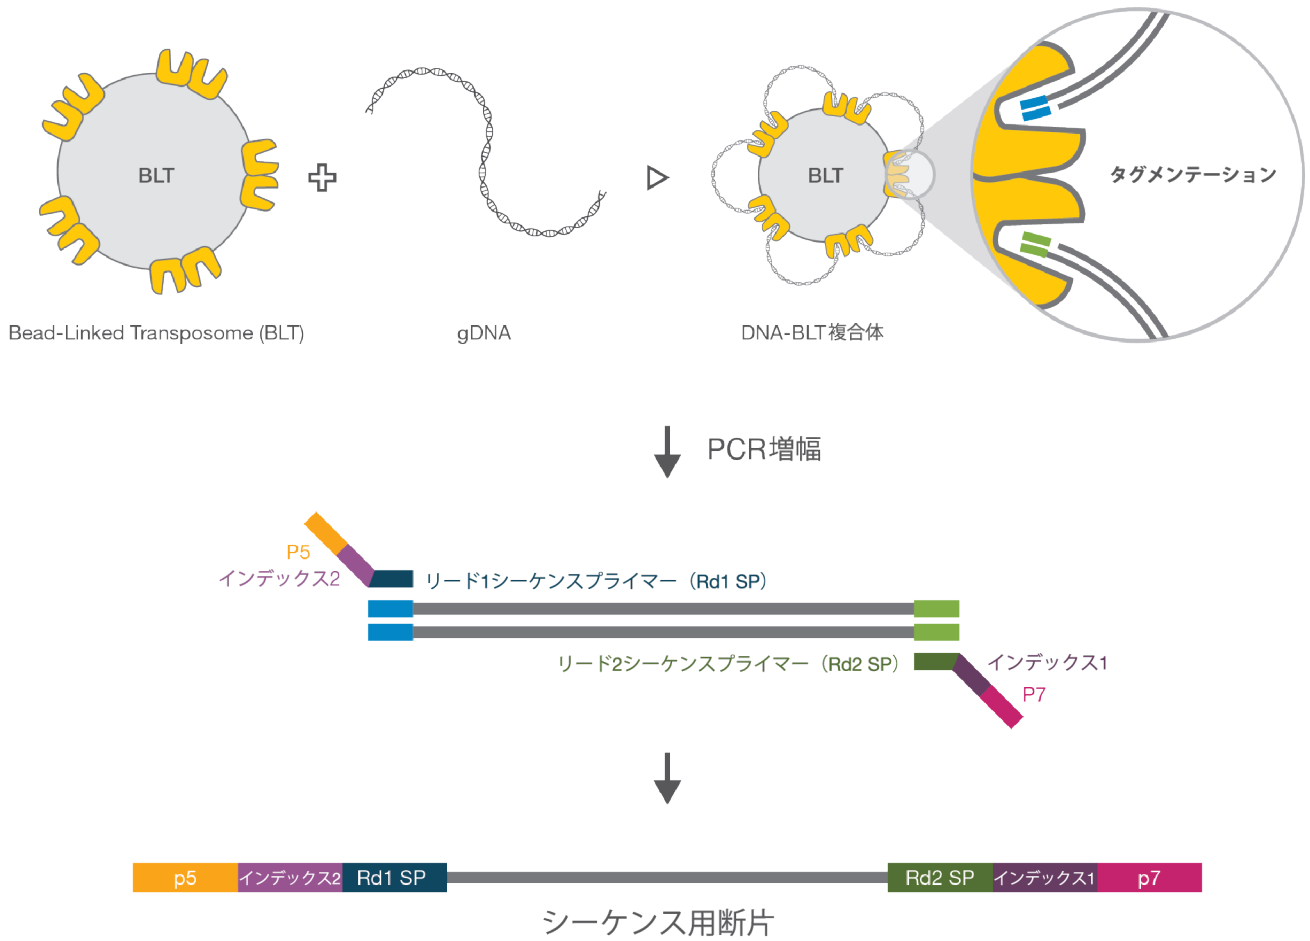 BLT
BLT
タグメンテーション
Bead-Linked Transposome (BLT)
gDNA
DNA-BLT複合体
PCR増幅
P5
インデックス2
リード1シーケンスプライマー（Rd1 SP）
リード2シーケンスプライマー（Rd2 SP）
インデックス1
P7
p5
インデックス2
Rd1 SP
Rd2 SP
インデックス1
p7
シーケンス用断片